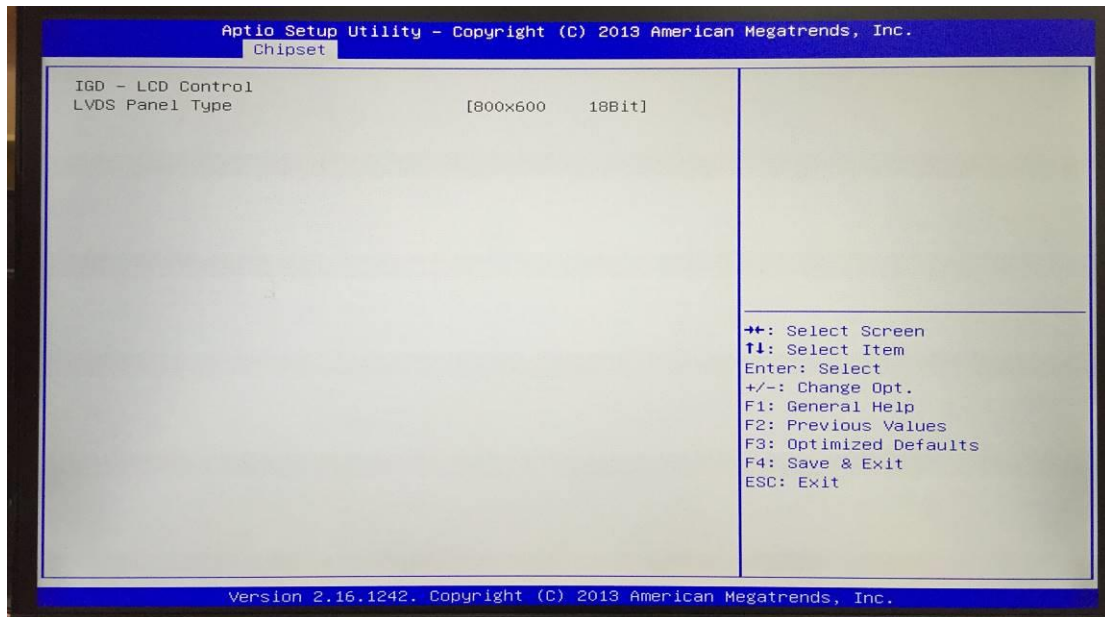 Aptio Setup Utility – Copyright (C) 2013 American Megatrends, Inc.
Chipset
IGD – LCD Control
LVDS Panel Type [800x600 18Bit]
→←: Select Screen
↑↓: Select Item
Enter: Select
+/-: Change Opt.
F1: General Help
F2: Previous Values
F3: Optimized Defaults
F4: Save & Exit
ESC: Exit
Version 2.16.1242. Copyright (C) 2013 American Megatrends, Inc.